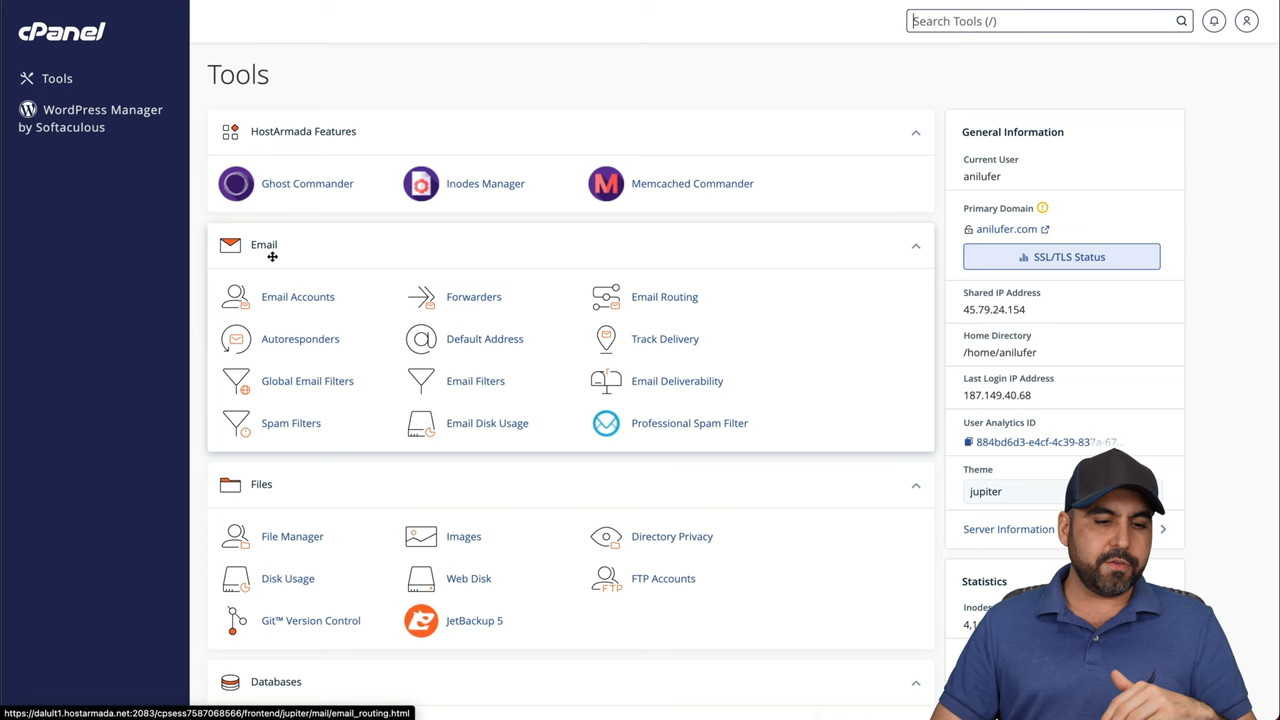 cPanel
Search Tools (/)
Tools
WordPress Manager
by Softaculous
Tools
HostArmada Features
Ghost Commander
Inodes Manager
M
Memcached Commander
Email
Email Accounts
Forwarders
Email Routing
Autoresponders
Default Address
Track Delivery
Global Email Filters
Email Filters
Email Deliverability
Spam Filters
Email Disk Usage
Professional Spam Filter
Files
File Manager
Images
Directory Privacy
Disk Usage
Web Disk
FTP
FTP Accounts
Git™ Version Control
JetBackup 5
Databases
General Information
Current User
anilufer
Primary Domain
anilufer.com
SSL/TLS Status
Shared IP Address
45.79.24.154
Home Directory
/home/anilufer
Last Login IP Address
187.149.40.68
User Analytics ID
884bd6d3-e4cf-4c39-837a-67...
Theme
jupiter
Server Information
Statistics
Inodes
https://dalult1.hostarmada.net:2083/cpsess7587068566/frontend/jupiter/mail/email_routing.html